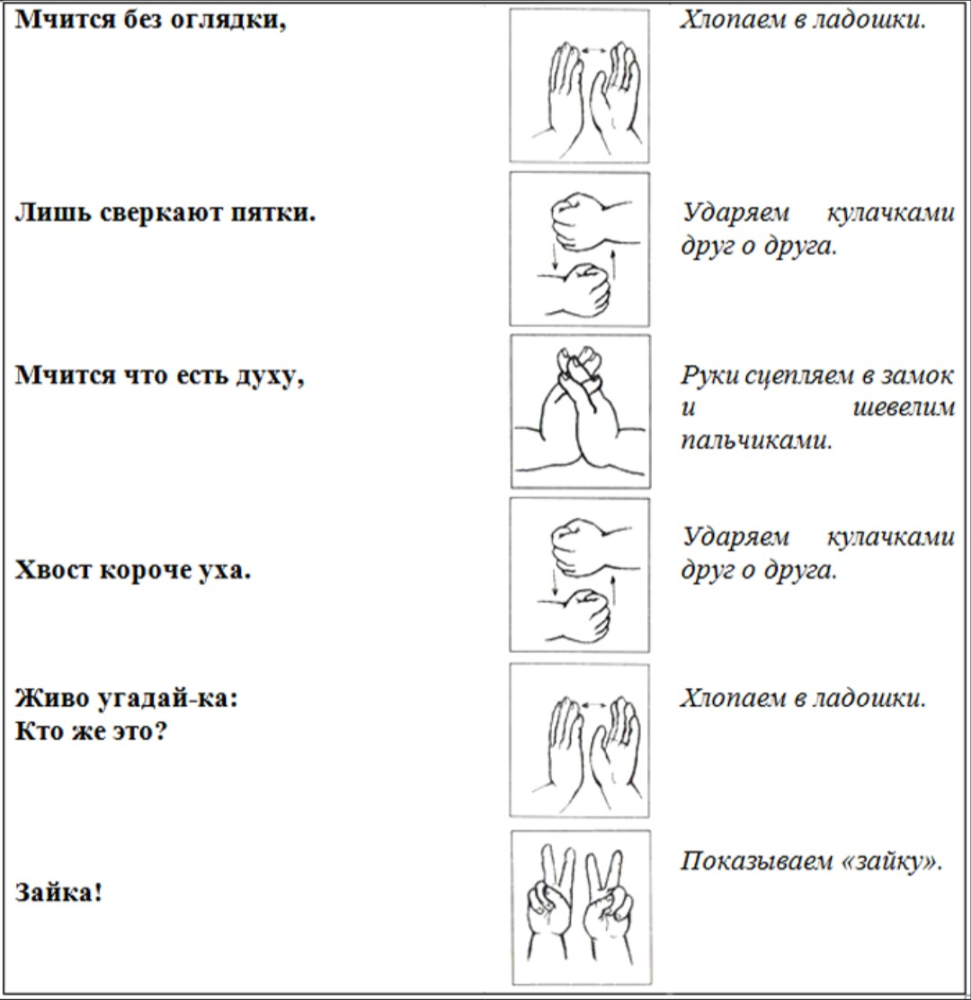 Мчится без оглядки,
Хлопаем в ладошки.
Лишь сверкают пятки.
Ударяем кулачками
друг о друга.
Мчится что есть духу,
Руки сцепляем в замок
и шевелим
пальчиками.
Хвост короче уха.
Ударяем кулачками
друг о друга.
Живо угадай-ка:
Кто же это?
Хлопаем в ладошки.
Зайка!
Показываем «зайку».